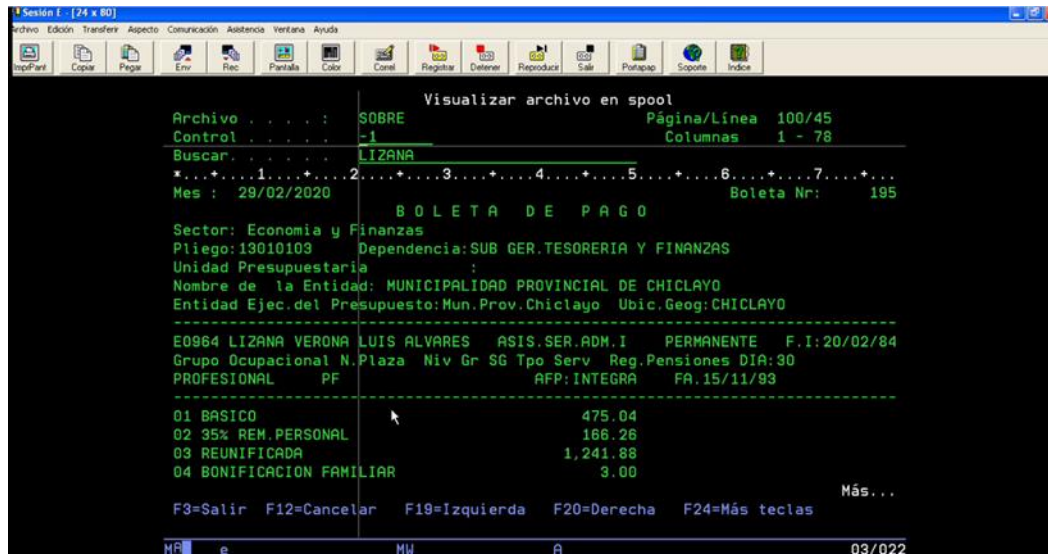 Sesión E - [24 x 80]
Archivo Edición Transferir Aspecto Comunicación Asistencia Ventana Ayuda
ImprPant Copiar Pegar Env Rec Pantalla Color Correl Registrar Detener Reproducir Salir Portapap Soporte Indice
Visualizar archivo en spool
Archivo . . . . : SOBRE Página/Línea 100/45
Control . . . . . -1 Columnas 1 - 78
Buscar. . . . . . LIZANA
*...+....1....+....2....+....3....+....4....+....5....+....6....+....7....+...
Mes : 29/02/2020 Boleta Nr: 195
B O L E T A D E P A G O
Sector: Economia y Finanzas
Pliego:13010103 Dependencia:SUB GER.TESORERIA Y FINANZAS
Unidad Presupuestaria :
Nombre de la Entidad: MUNICIPALIDAD PROVINCIAL DE CHICLAYO
Entidad Ejec.del Presupuesto:Mun.Prov.Chiclayo Ubic.Geog:CHICLAYO
------------------------------------------------------------------------------
E0964 LIZANA VERONA LUIS ALVARES ASIS.SER.ADM.I PERMANENTE F.I:20/02/84
Grupo Ocupacional N.Plaza Niv Gr SG Tpo Serv Reg.Pensiones DIA:30
PROFESIONAL PF AFP:INTEGRA FA.15/11/93
------------------------------------------------------------------------------
01 BASICO 475.04
02 35% REM.PERSONAL 166.26
03 REUNIFICADA 1,241.88
04 BONIFICACION FAMILIAR 3.00
Más...
F3=Salir F12=Cancelar F19=Izquierda F20=Derecha F24=Más teclas
MA e MW A 03/022